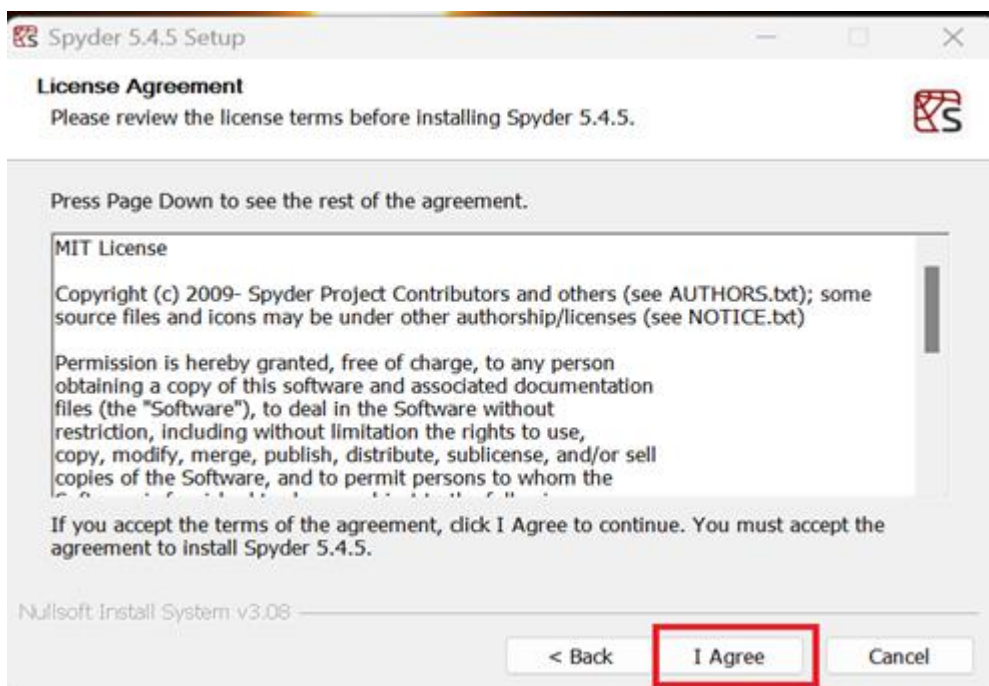 Spyder 5.4.5 Setup
License Agreement
Please review the license terms before installing Spyder 5.4.5.
S
Press Page Down to see the rest of the agreement.
MIT License
Copyright (c) 2009- Spyder Project Contributors and others (see AUTHORS.txt); some
source files and icons may be under other authorship/licenses (see NOTICE.txt)
Permission is hereby granted, free of charge, to any person
obtaining a copy of this software and associated documentation
files (the "Software"), to deal in the Software without
restriction, including without limitation the rights to use,
copy, modify, merge, publish, distribute, sublicense, and/or sell
copies of the Software, and to permit persons to whom the
If you accept the terms of the agreement, click I Agree to continue. You must accept the
agreement to install Spyder 5.4.5.
Nullsoft Install System v3.08
< Back
I Agree
Cancel